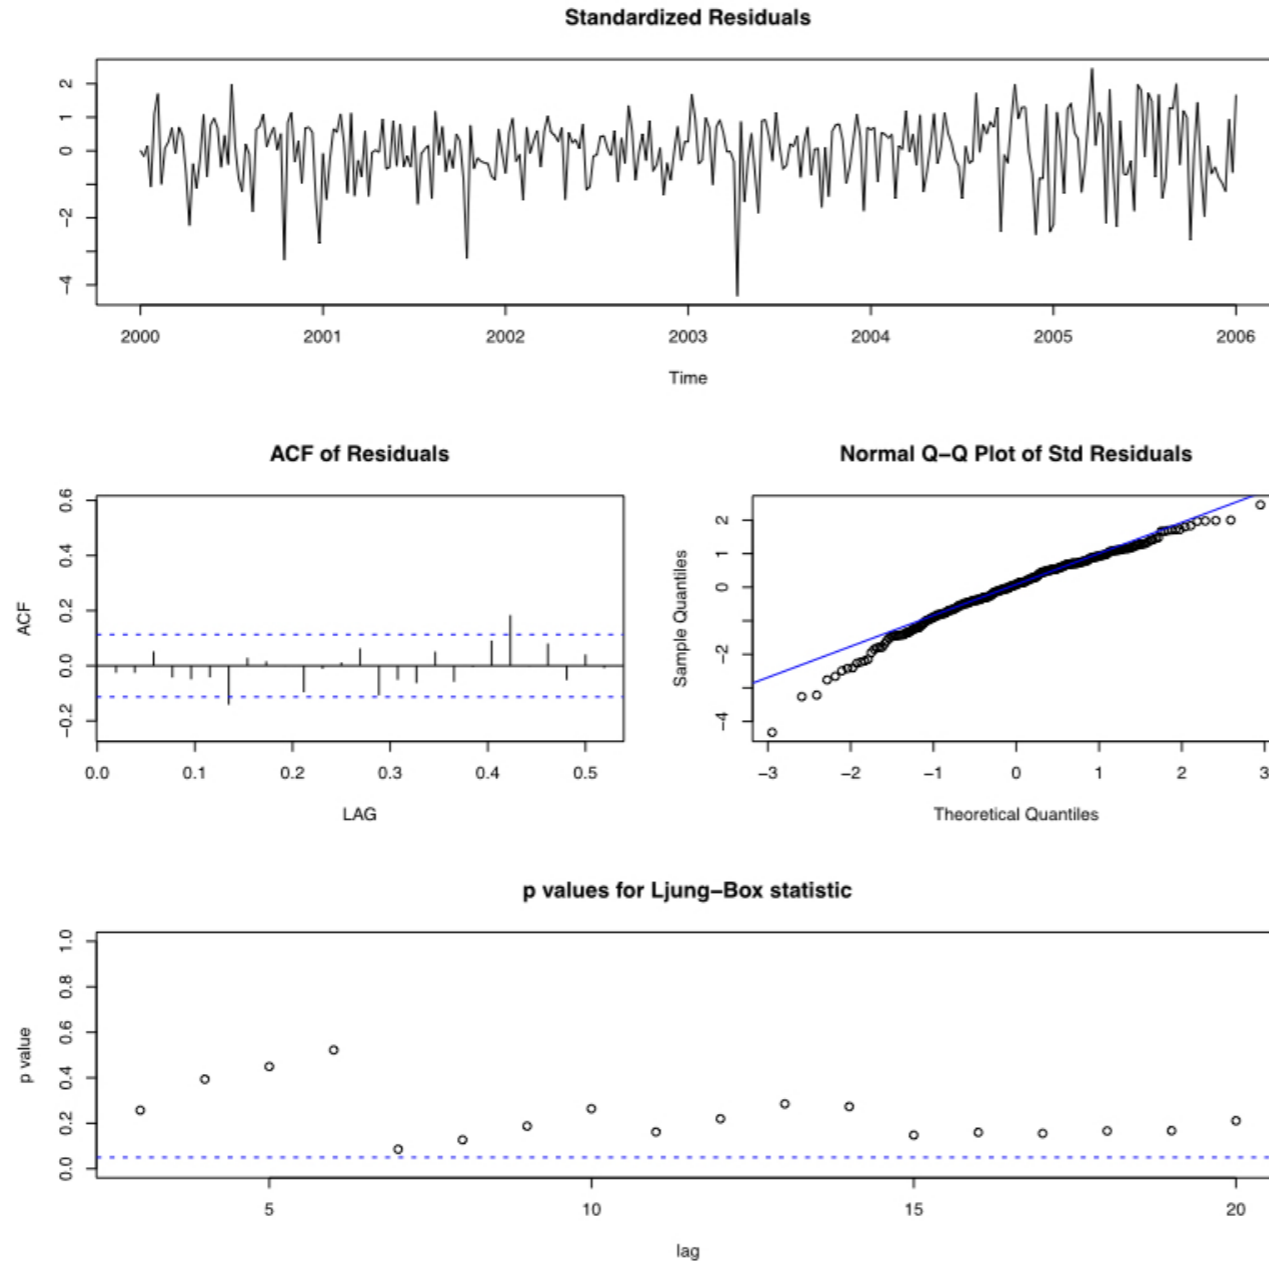 Standardized Residuals
2
1
0
−2
−4
2000 2001 2002 2003 2004 2005 2006
Time
ACF of Residuals
ACF
0.6
0.4
0.2
0.0
−0.2
0.0 0.1 0.2 0.3 0.4 0.5
LAG
Normal Q−Q Plot of Std Residuals
Sample Quantiles
2
1
0
−2
−4
−3 −2 −1 0 1 2 3
Theoretical Quantiles
p values for Ljung−Box statistic
p value
1.0
0.8
0.6
0.4
0.2
0.0
5 10 15 20
lag